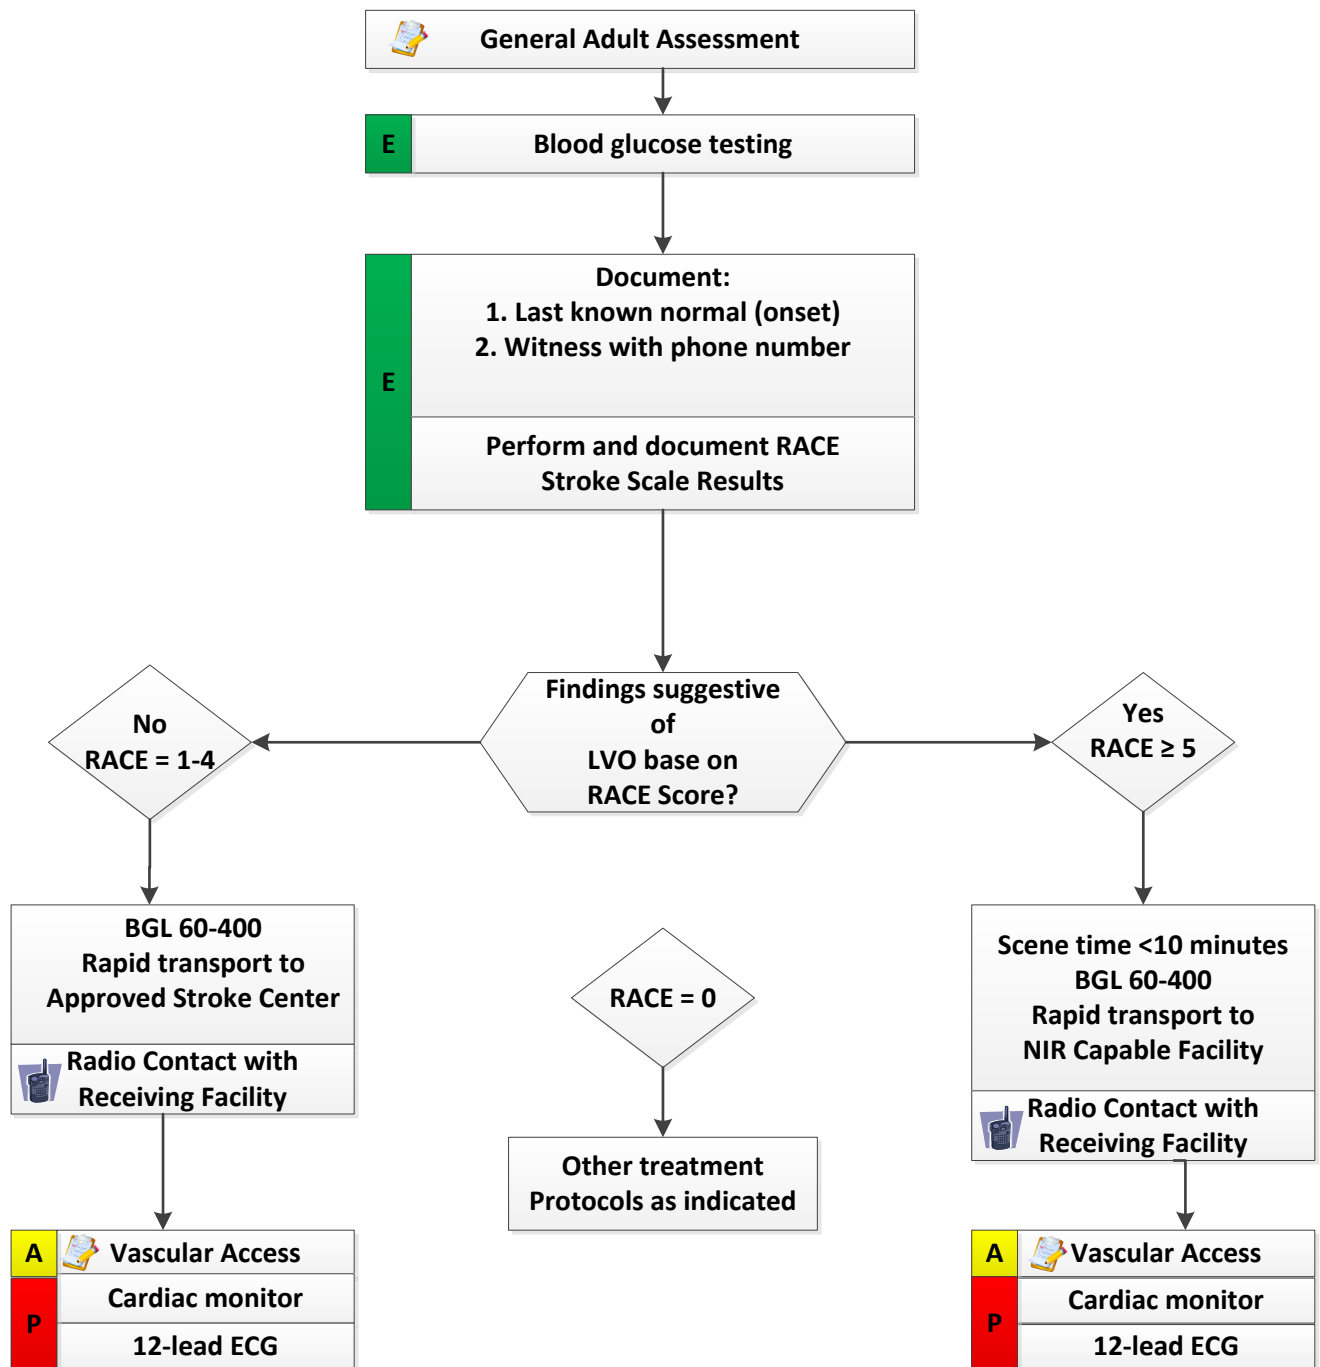 General Adult Assessment
E
Blood glucose testing
E
Document:
1. Last known normal (onset)
2. Witness with phone number
Perform and document RACE
Stroke Scale Results
Findings suggestive
of
LVO base on
RACE Score?
No
RACE = 1-4
Yes
RACE ≥ 5
BGL 60-400
Rapid transport to
Approved Stroke Center
Radio Contact with
Receiving Facility
A
Vascular Access
P
Cardiac monitor
12-lead ECG
RACE = 0
Other treatment
Protocols as indicated
Scene time <10 minutes
BGL 60-400
Rapid transport to
NIR Capable Facility
Radio Contact with
Receiving Facility
A
Vascular Access
P
Cardiac monitor
12-lead ECG